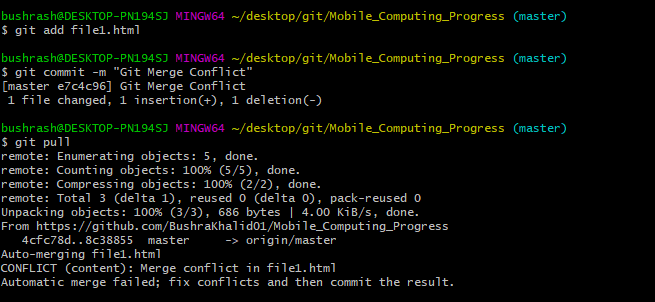 bushrash@DESKTOP-PN194SJ MINGW64 ~/desktop/git/Mobile_Computing_Progress (master)
$ git add file1.html
bushrash@DESKTOP-PN194SJ MINGW64 ~/desktop/git/Mobile_Computing_Progress (master)
$ git commit -m "Git Merge Conflict"
[master e7c4c96] Git Merge Conflict
 1 file changed, 1 insertion(+), 1 deletion(-)
bushrash@DESKTOP-PN194SJ MINGW64 ~/desktop/git/Mobile_Computing_Progress (master)
$ git pull
remote: Enumerating objects: 5, done.
remote: Counting objects: 100% (5/5), done.
remote: Compressing objects: 100% (2/2), done.
remote: Total 3 (delta 1), reused 0 (delta 0), pack-reused 0
Unpacking objects: 100% (3/3), 686 bytes | 4.00 KiB/s, done.
From https://github.com/BushraKhalid01/Mobile_Computing_Progress
   4cfc78d..8c38855  master     -> origin/master
Auto-merging file1.html
CONFLICT (content): Merge conflict in file1.html
Automatic merge failed; fix conflicts and then commit the result.